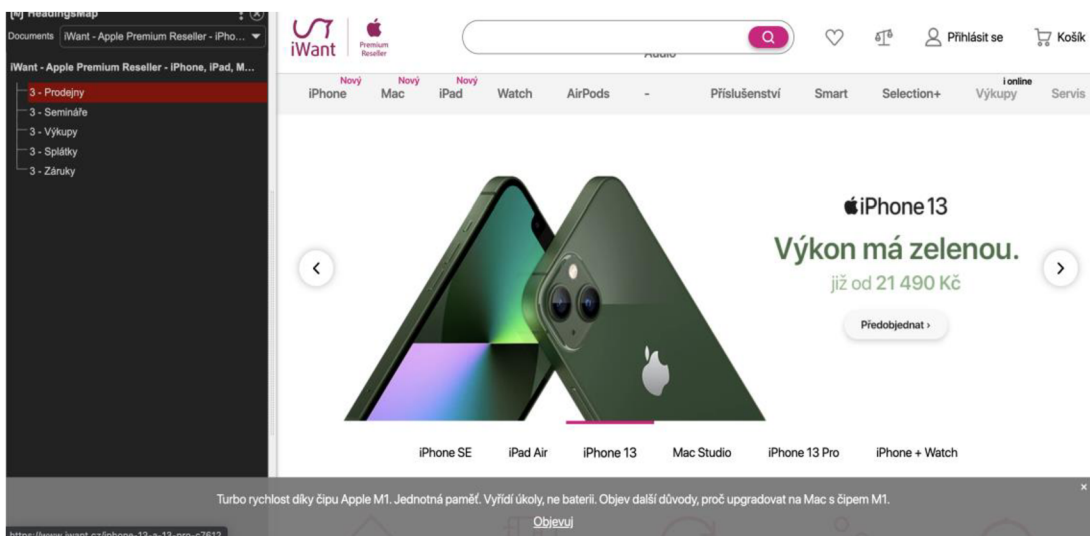 HeadingsMap
Documents iWant - Apple Premium Reseller - iPho...
iWant - Apple Premium Reseller - iPhone, iPad, M...
3 - Prodejny
3 - Semináře
3 - Výkupy
3 - Splátky
3 - Záruky
iWant
Premium
Reseller
Přihlásit se
Košík
Audio
Nový Nový Nový i online
iPhone Mac iPad Watch AirPods - Příslušenství Smart Selection+ Výkupy Servis
iPhone 13
Výkon má zelenou.
již od 21 490 Kč
Předobjednat ›
iPhone SE iPad Air iPhone 13 Mac Studio iPhone 13 Pro iPhone + Watch
Turbo rychlost díky čipu Apple M1. Jednotná paměť. Vyřídí úkoly, ne baterii. Objev další důvody, proč upgradovat na Mac s čipem M1.
×
Objevuj
https://www.iwant.cz/iphone-13-a-13-pro-c7612